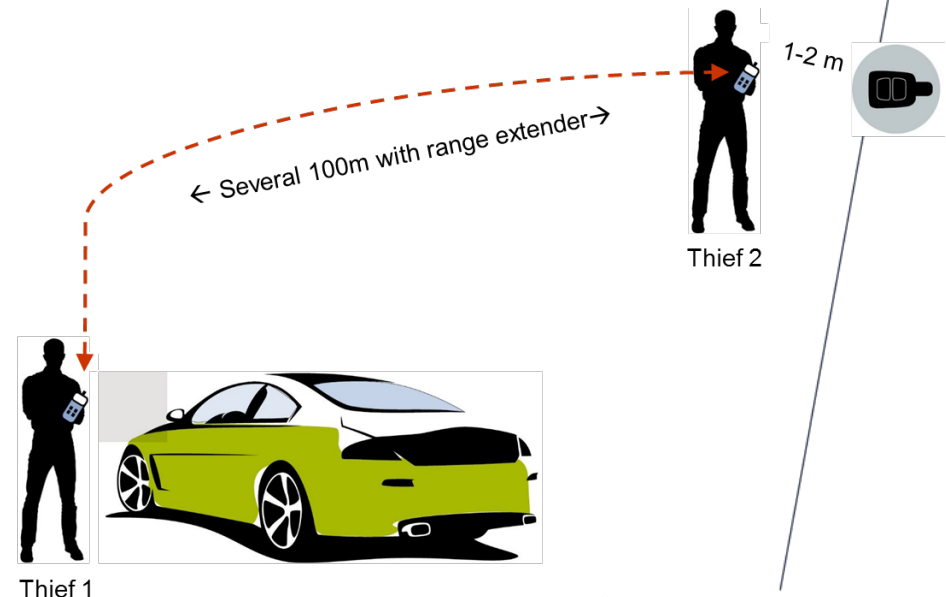 1-2 m
← Several 100m with range extender→
Thief 2
Thief 1